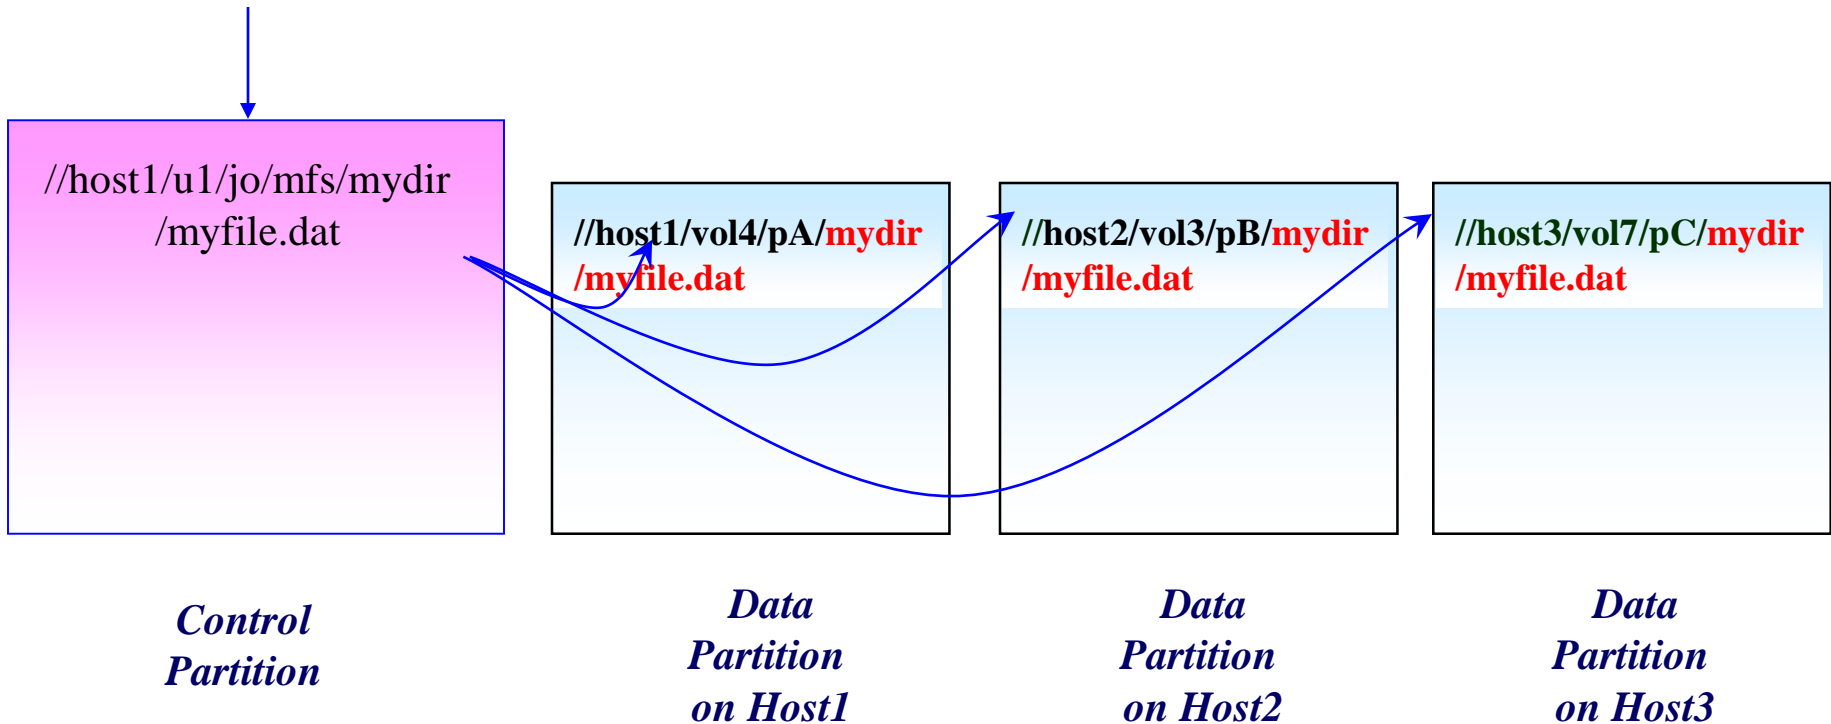 //host1/u1/jo/mfs/mydir
/myfile.dat
//host1/vol4/pA/mydir
/myfile.dat
//host2/vol3/pB/mydir
/myfile.dat
//host3/vol7/pC/mydir
/myfile.dat
Control
Partition
Data
Partition
on Host1
Data
Partition
on Host2
Data
Partition
on Host3